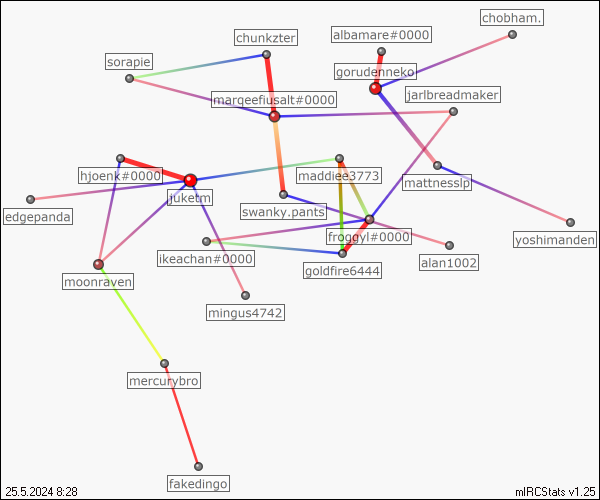 chobham.
albamare#0000
chunkzter
sorapie
gorudenneko
jarlbreadmaker
marqeefiusalt#0000
hjoenk#0000
maddiee3773
mattnesslp
juketm
edgepanda
swanky.pants
froggyl#0000
yoshimanden
ikeachan#0000
alan1002
goldfire6444
moonraven
mingus4742
mercurybro
fakedingo
25.5.2024 8:28
mIRCStats v1.25